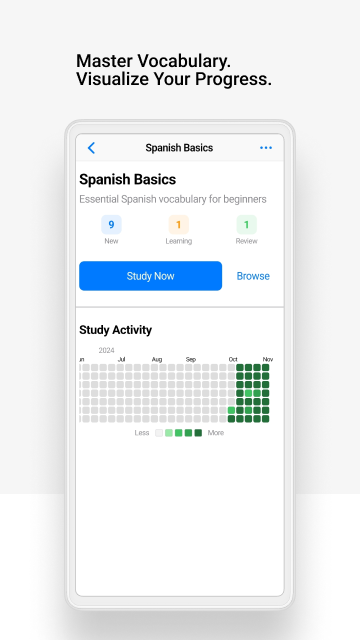 Master Vocabulary.
Visualize Your Progress.
Spanish Basics
Spanish Basics
Essential Spanish vocabulary for beginners
9 1 1
New Learning Review
Study Now Browse
Study Activity
2024
un Jul Aug Sep Oct Nov
Less More